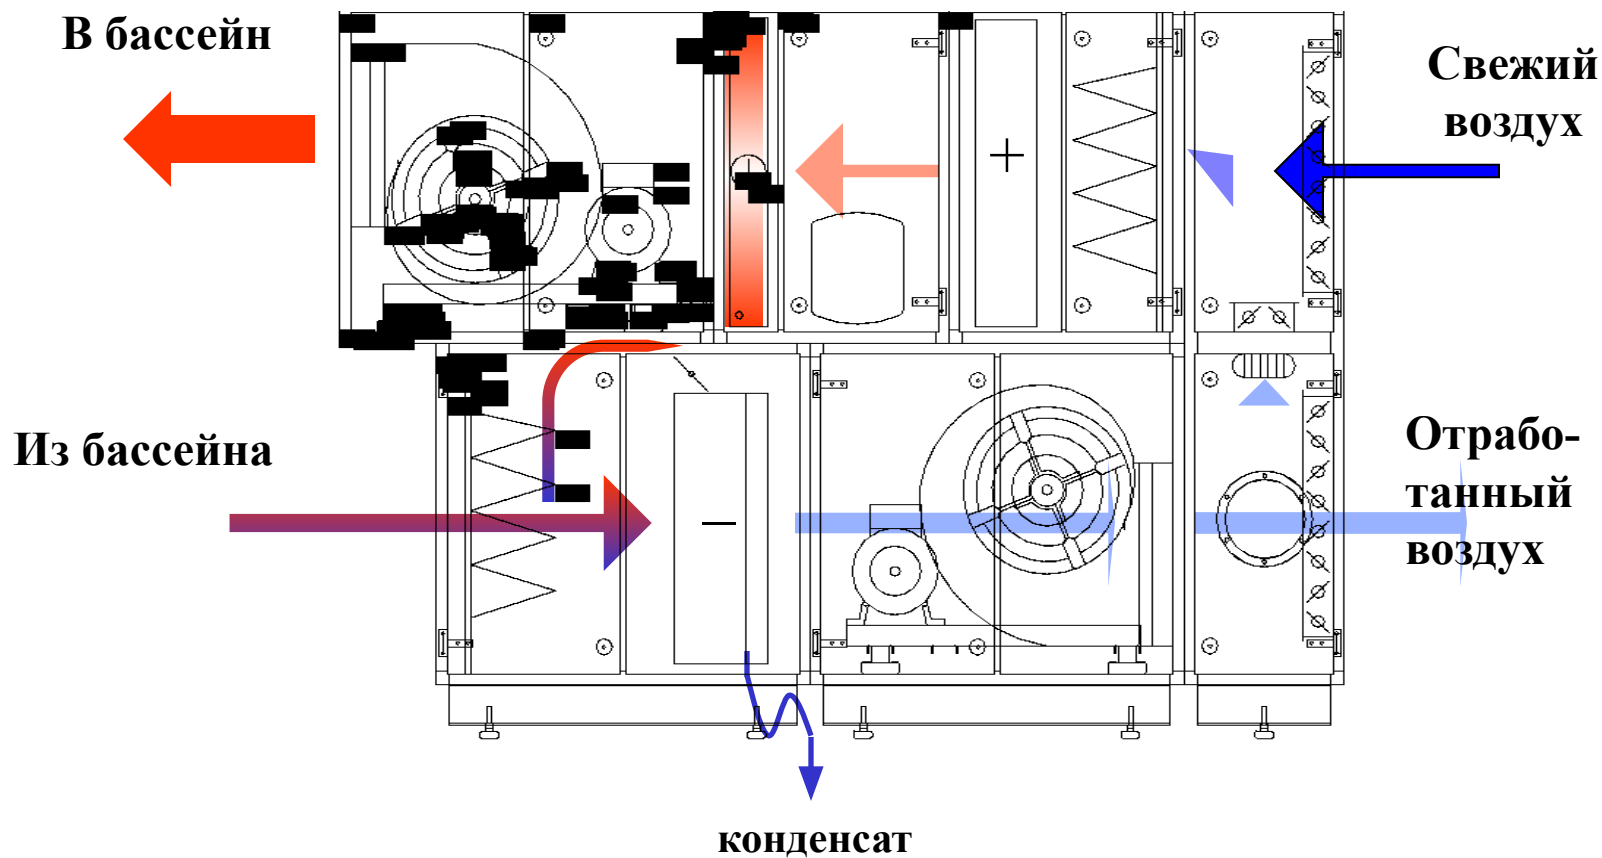 В бассейн
Свежий
воздух
Из бассейна
Отрабо-
танный
воздух
конденсат